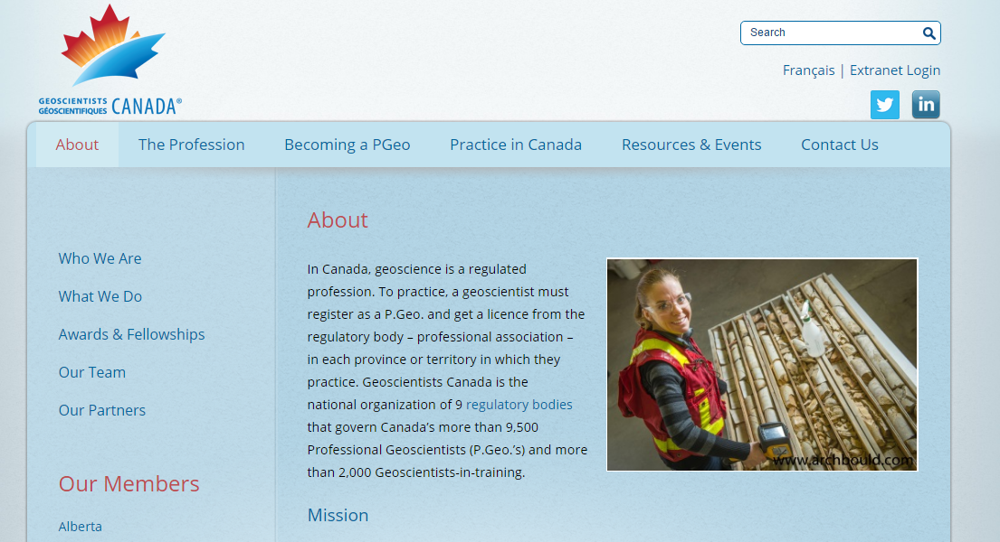 GEOSCIENTISTS
GÉOSCIENTIFIQUES CANADA®
Search
Français | Extranet Login
in
About
The Profession
Becoming a PGeo
Practice in Canada
Resources & Events
Contact Us
Who We Are
What We Do
Awards & Fellowships
Our Team
Our Partners
Our Members
Alberta
About
In Canada, geoscience is a regulated
profession. To practice, a geoscientist must
register as a P.Geo. and get a licence from the
regulatory body – professional association –
in each province or territory in which they
practice. Geoscientists Canada is the
national organization of 9 regulatory bodies
that govern Canada’s more than 9,500
Professional Geoscientists (P.Geo.’s) and more
than 2,000 Geoscientists-in-training.
www.archbould.com
Mission